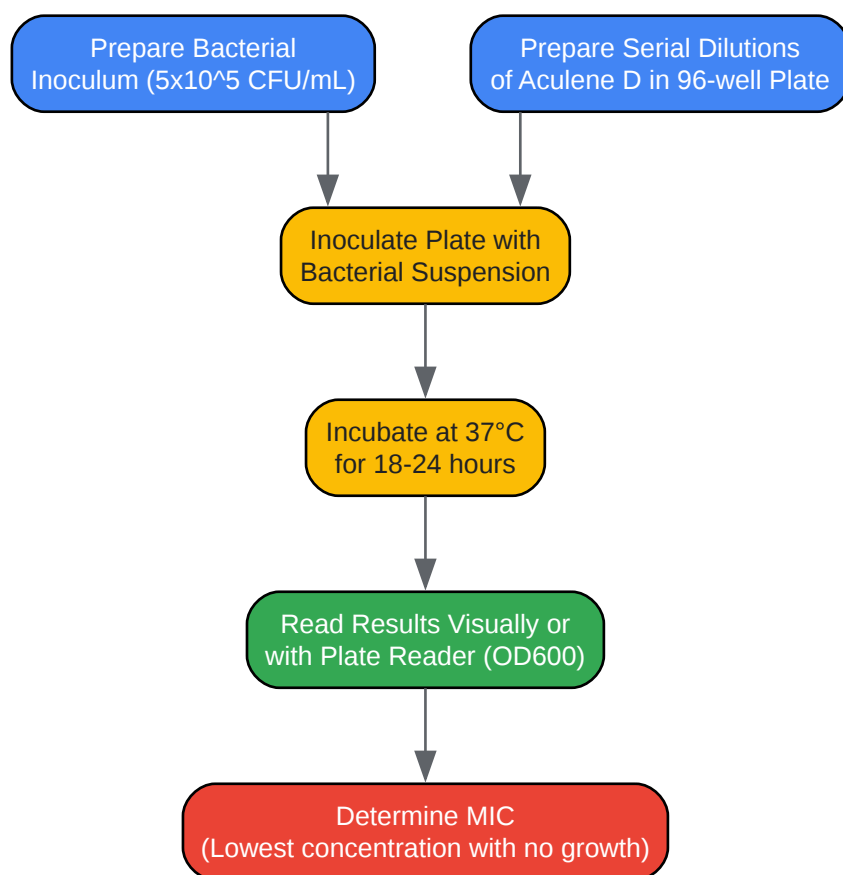 Prepare Bacterial
Inoculum (5x10^5 CFU/mL)
Prepare Serial Dilutions
of Aculene D in 96-well Plate
Inoculate Plate with
Bacterial Suspension
Incubate at 37°C
for 18-24 hours
Read Results Visually or
with Plate Reader (OD600)
Determine MIC
(Lowest concentration with no growth)